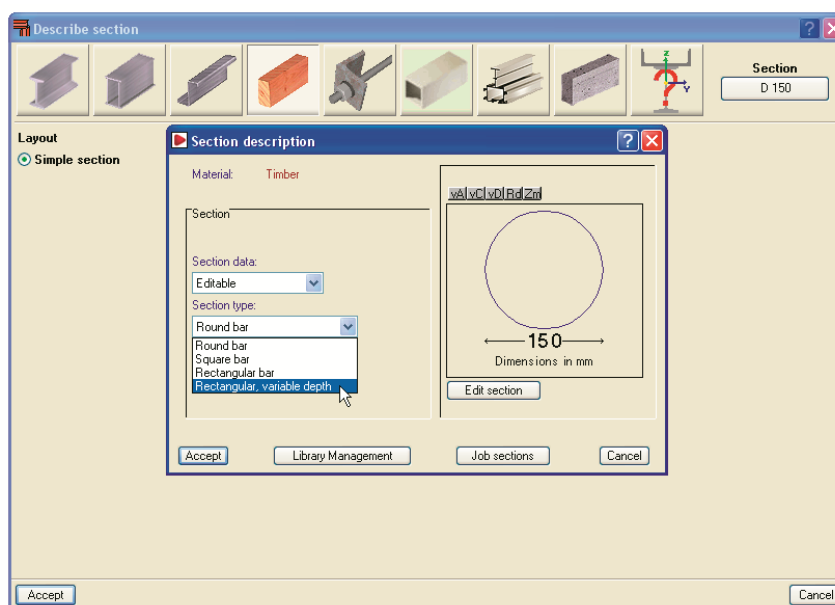 Describe section
Section
D 150
Layout
Simple section
Section description
Material: Timber
Section
Section data:
Editable
Section type:
Round bar
Round bar
Square bar
Rectangular bar
Rectangular, variable depth
vA vC vD Rd Zm
150
Dimensions in mm
Edit section
Accept Library Management Job sections Cancel
Accept Cancel
z
Y